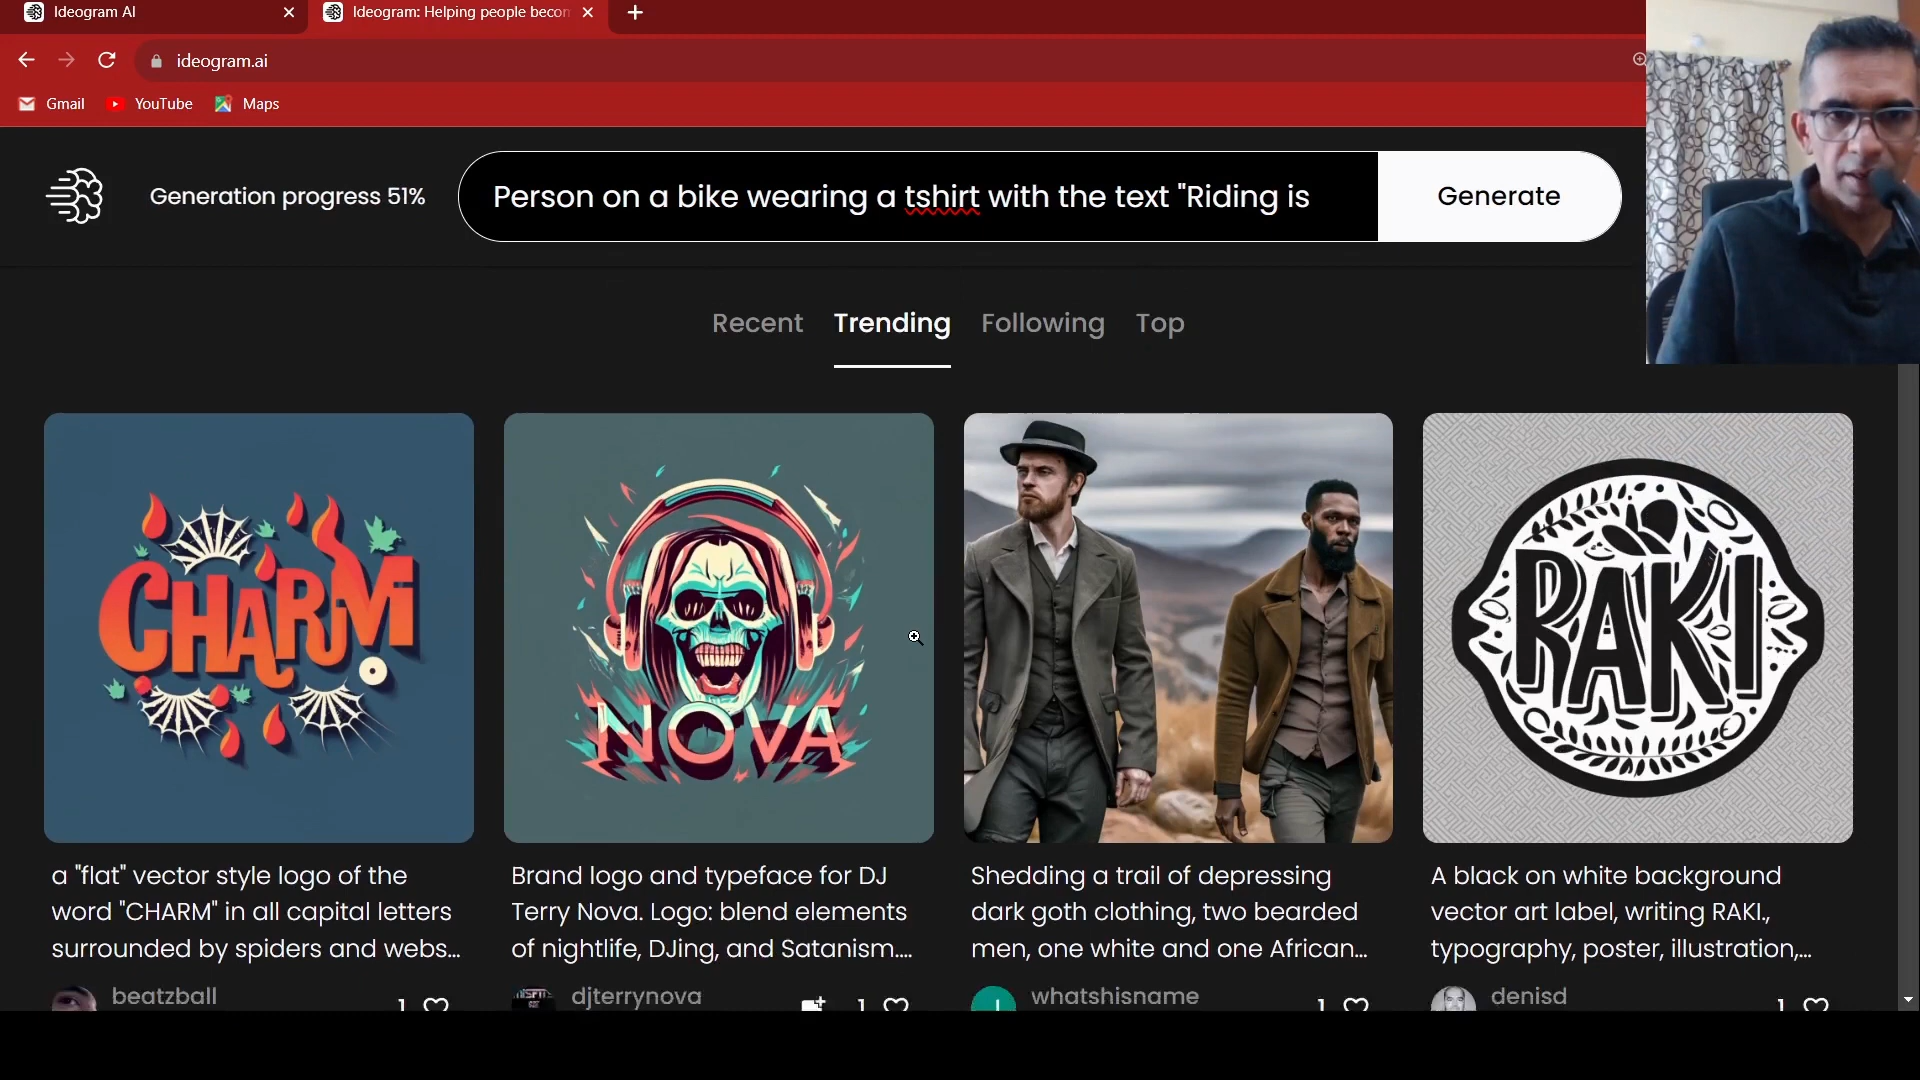 Ideogram AI
Ideogram: Helping people becon
ideogram.ai
Gmail YouTube Maps
Generation progress 51%
Person on a bike wearing a tshirt with the text "Riding is
Generate
Recent Trending Following Top
CHARM
NOVA
RAKI
a "flat" vector style logo of the
word "CHARM" in all capital letters
surrounded by spiders and webs...
Brand logo and typeface for DJ
Terry Nova. Logo: blend elements
of nightlife, DJing, and Satanism....
Shedding a trail of depressing
dark goth clothing, two bearded
men, one white and one African...
A black on white background
vector art label, writing RAKI.,
typography, poster, illustration,...
beatzball
1
djterrynova
1
whatshisname
1
denisd
1